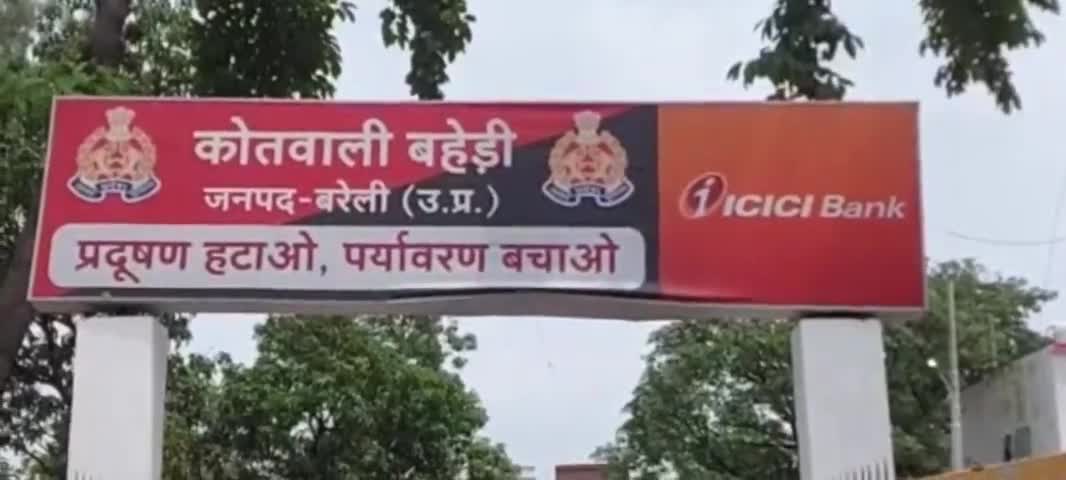 कोतवाली बहेड़ी
जनपद-बरेली (उ.प्र.)
प्रदूषण हटाओ, पर्यावरण बचाओ
ICICI Bank